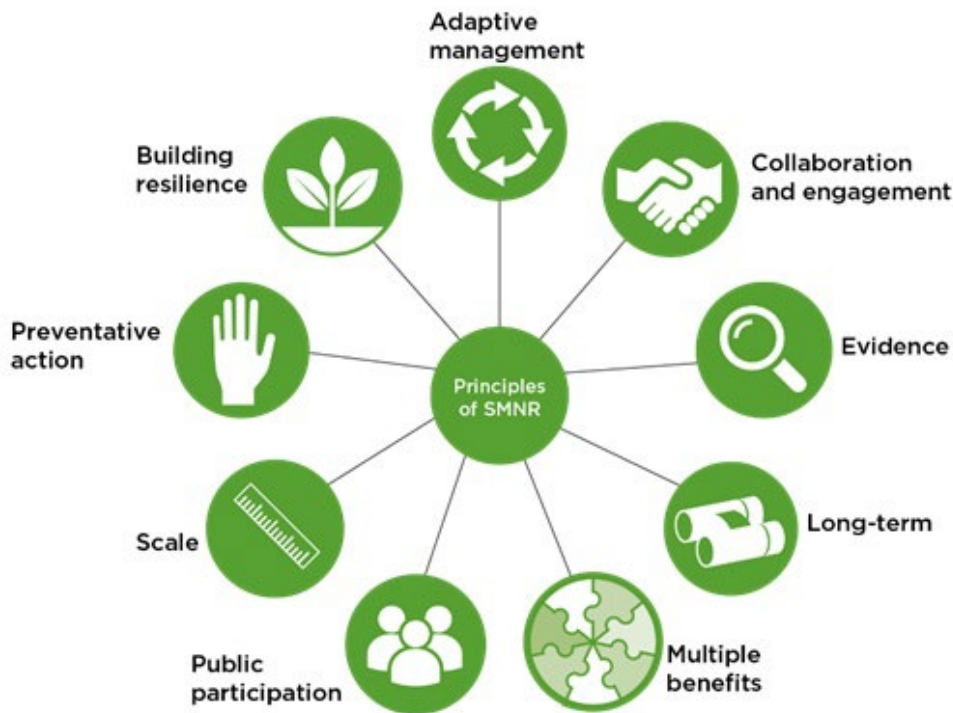 Adaptive
management
Collaboration
and engagement
Evidence
Long-term
Multiple
benefits
Public
participation
Scale
Preventative
action
Building
resilience
Principles
of SMNR